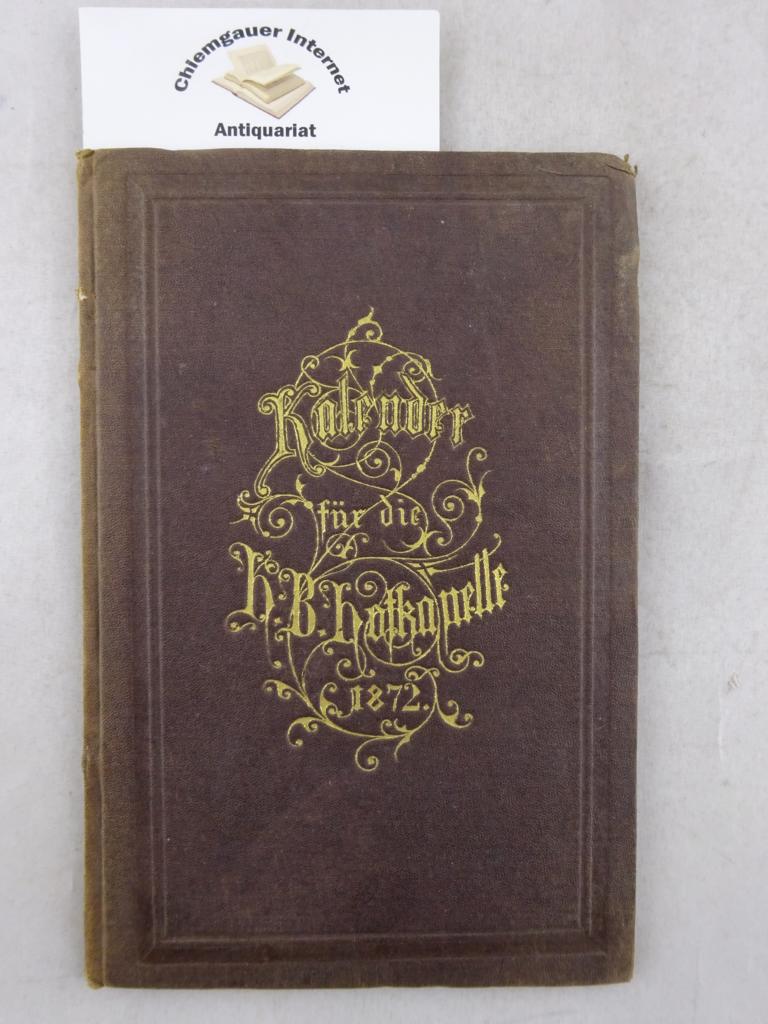 Chiemgauer Internet
Antiquariat
Kalender
für die
K. B. Hofkapelle
1872.